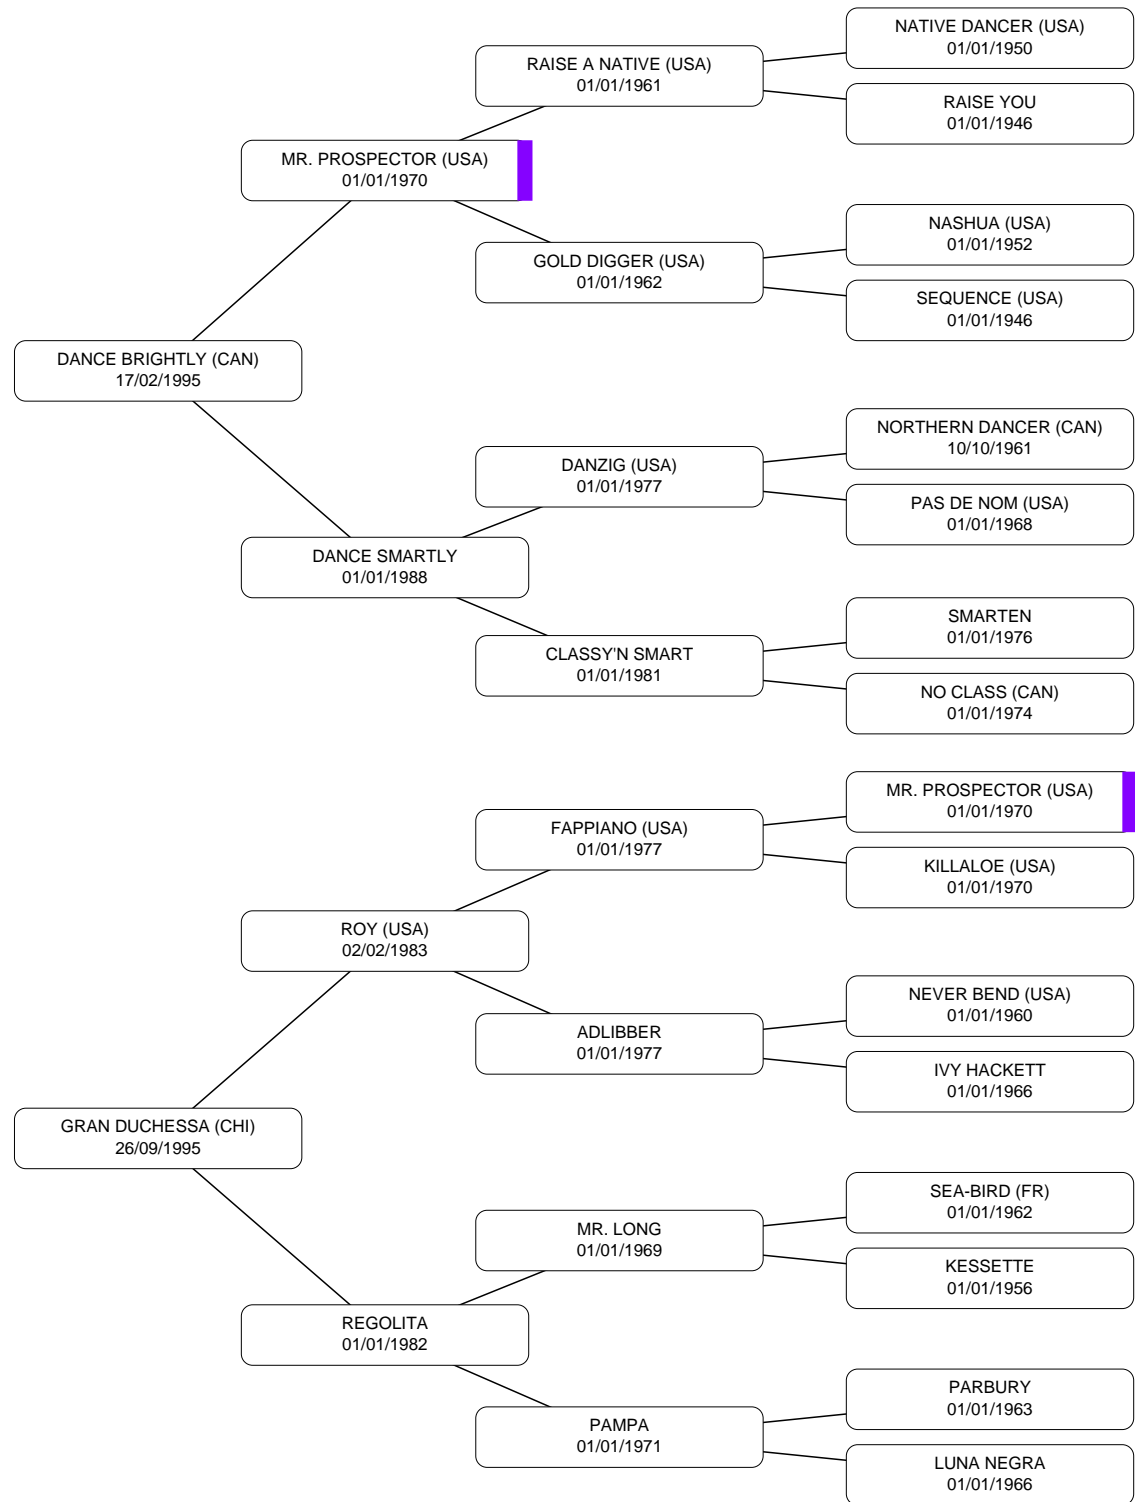 NATIVE DANCER (USA)
01/01/1950
RAISE A NATIVE (USA)
01/01/1961
RAISE YOU
01/01/1946
MR. PROSPECTOR (USA)
01/01/1970
NASHUA (USA)
01/01/1952
GOLD DIGGER (USA)
01/01/1962
SEQUENCE (USA)
01/01/1946
DANCE BRIGHTLY (CAN)
17/02/1995
NORTHERN DANCER (CAN)
10/10/1961
DANZIG (USA)
01/01/1977
PAS DE NOM (USA)
01/01/1968
DANCE SMARTLY
01/01/1988
SMARTEN
01/01/1976
CLASSY'N SMART
01/01/1981
NO CLASS (CAN)
01/01/1974
MR. PROSPECTOR (USA)
01/01/1970
FAPPIANO (USA)
01/01/1977
KILLALOE (USA)
01/01/1970
ROY (USA)
02/02/1983
NEVER BEND (USA)
01/01/1960
ADLIBBER
01/01/1977
IVY HACKETT
01/01/1966
GRAN DUCHESSA (CHI)
26/09/1995
SEA-BIRD (FR)
01/01/1962
MR. LONG
01/01/1969
KESSETTE
01/01/1956
REGOLITA
01/01/1982
PARBURY
01/01/1963
PAMPA
01/01/1971
LUNA NEGRA
01/01/1966